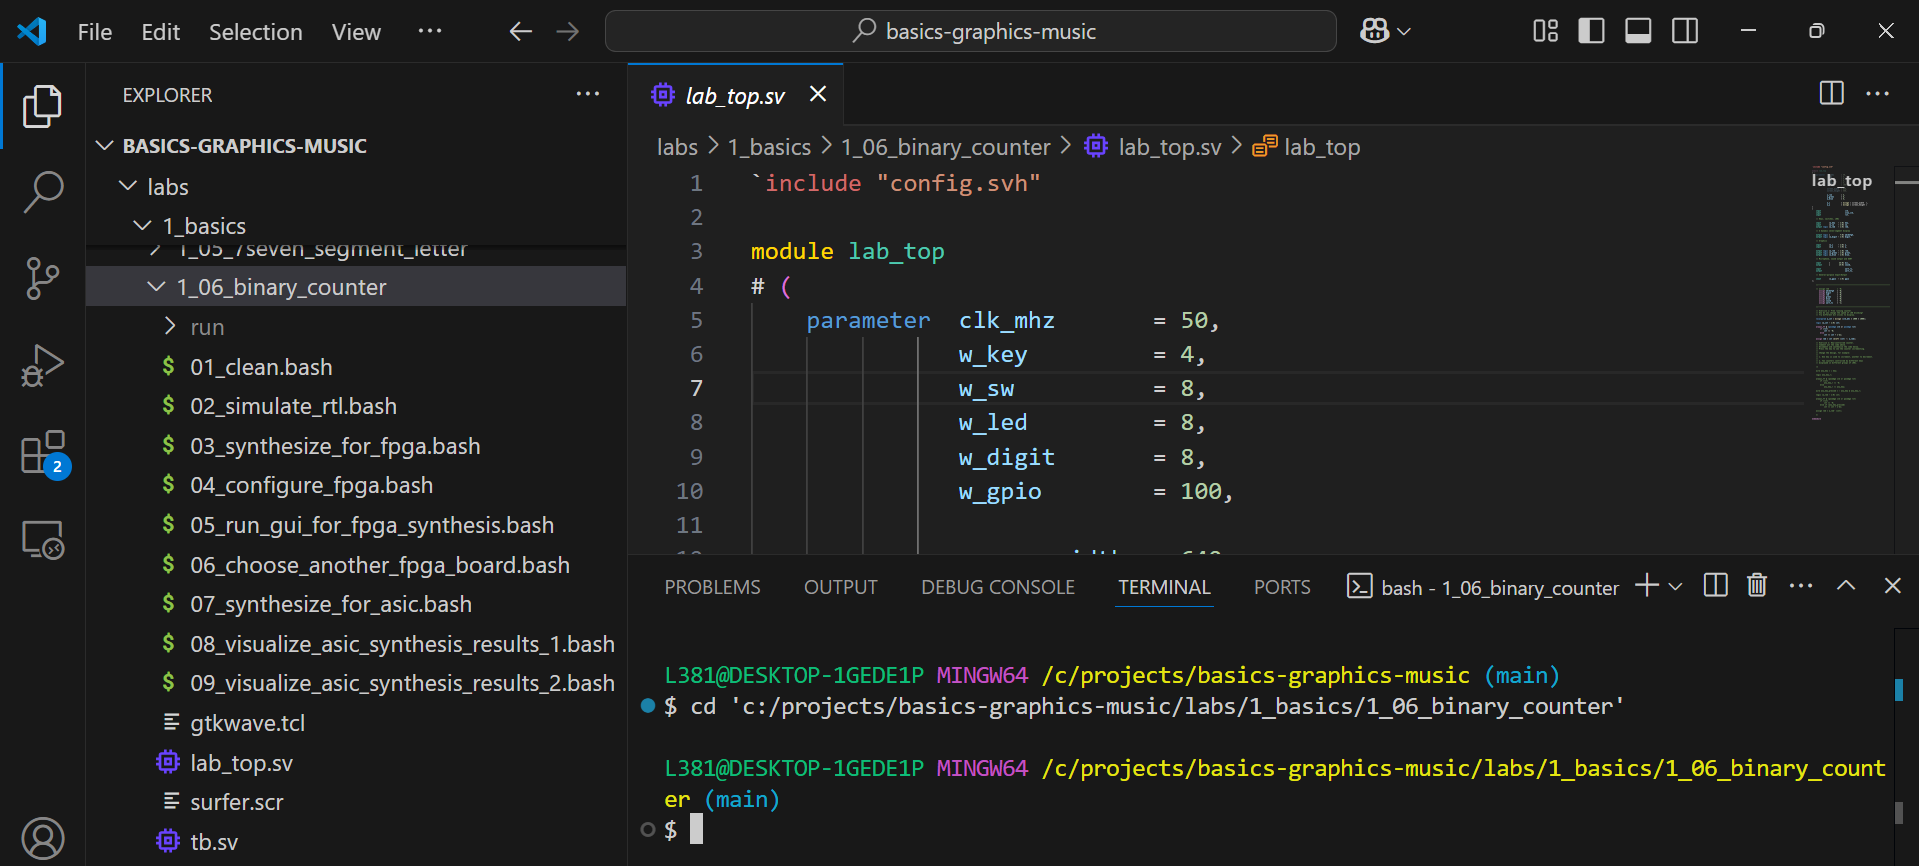 File Edit Selection View ···
basics-graphics-music
EXPLORER
BASICS-GRAPHICS-MUSIC
labs
1_basics
1_05_7seven_segment_letter
1_06_binary_counter
run
$ 01_clean.bash
$ 02_simulate_rtl.bash
$ 03_synthesize_for_fpga.bash
$ 04_configure_fpga.bash
$ 05_run_gui_for_fpga_synthesis.bash
$ 06_choose_another_fpga_board.bash
$ 07_synthesize_for_asic.bash
$ 08_visualize_asic_synthesis_results_1.bash
$ 09_visualize_asic_synthesis_results_2.bash
gtkwave.tcl
lab_top.sv
surfer.scr
tb.sv
2
lab_top.sv
labs > 1_basics > 1_06_binary_counter > lab_top.sv > lab_top
1 `include "config.svh"
2
3 module lab_top
4 # (
5 parameter clk_mhz = 50,
6 w_key = 4,
7 w_sw = 8,
8 w_led = 8,
9 w_digit = 8,
10 w_gpio = 100,
11
lab_top
PROBLEMS OUTPUT DEBUG CONSOLE TERMINAL PORTS bash - 1_06_binary_counter
L381@DESKTOP-1GEDE1P MINGW64 /c/projects/basics-graphics-music (main)
$ cd 'c:/projects/basics-graphics-music/labs/1_basics/1_06_binary_counter'
L381@DESKTOP-1GEDE1P MINGW64 /c/projects/basics-graphics-music/labs/1_basics/1_06_binary_count
er (main)
$